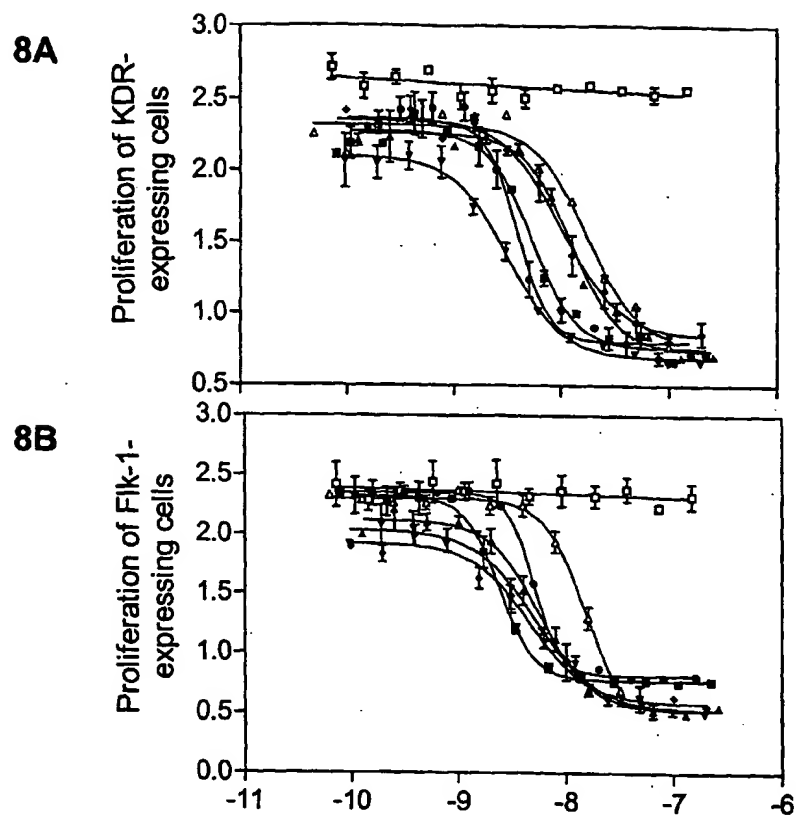 8A
Proliferation of KDR-
expressing cells
3.0
2.5
2.0
1.5
1.0
0.5
8B
Proliferation of Flk-1-
expressing cells
3.0
2.5
2.0
1.5
1.0
0.5
0.0
-11 -10 -9 -8 -7 -6